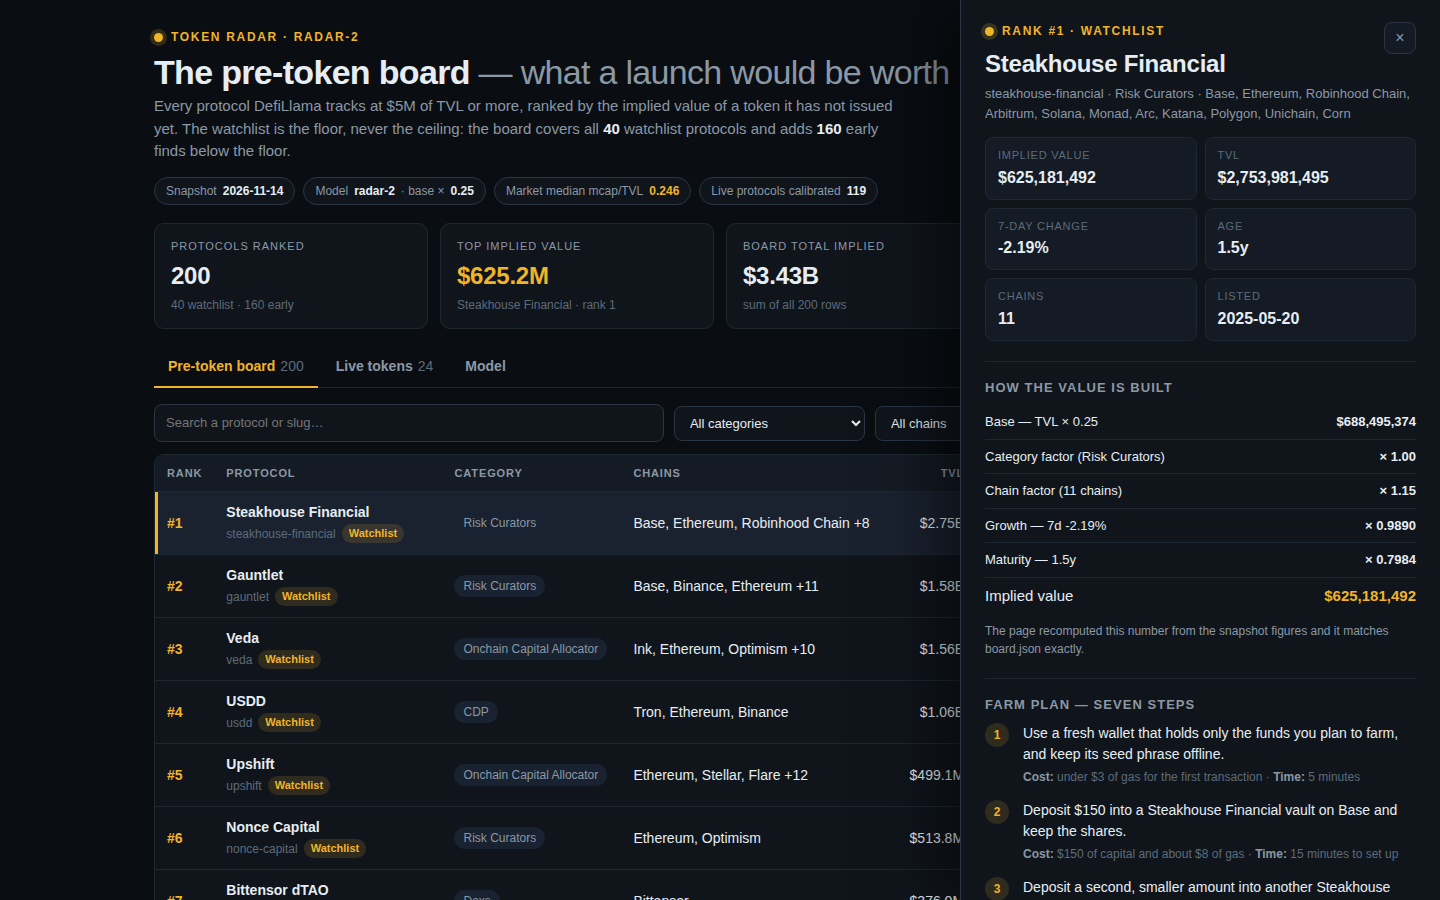 TOKEN RADAR · RADAR-2
The pre-token board — what a launch would be worth
Every protocol DefiLlama tracks at $5M of TVL or more, ranked by the implied value of a token it has not issued
yet. The watchlist is the floor, never the ceiling: the board covers all 40 watchlist protocols and adds 160 early
finds below the floor.
Snapshot 2026-11-14
Model radar-2 · base × 0.25
Market median mcap/TVL 0.246
Live protocols calibrated 119
PROTOCOLS RANKED
200
40 watchlist · 160 early
TOP IMPLIED VALUE
$625.2M
Steakhouse Financial · rank 1
BOARD TOTAL IMPLIED
$3.43B
sum of all 200 rows
Pre-token board 200
Live tokens 24
Model
Search a protocol or slug…
All categories
All chains
RANK PROTOCOL CATEGORY CHAINS TVL
#1 Steakhouse Financial steakhouse-financial Watchlist Risk Curators Base, Ethereum, Robinhood Chain +8 $2.75B
#2 Gauntlet gauntlet Watchlist Risk Curators Base, Binance, Ethereum +11 $1.58B
#3 Veda veda Watchlist Onchain Capital Allocator Ink, Ethereum, Optimism +10 $1.56B
#4 USDD usdd Watchlist CDP Tron, Ethereum, Binance $1.06B
#5 Upshift upshift Watchlist Onchain Capital Allocator Ethereum, Stellar, Flare +12 $499.1M
#6 Nonce Capital nonce-capital Watchlist Risk Curators Ethereum, Optimism $513.8M
#7 Bittensor dTAO Dexs Bittensor
RANK #1 · WATCHLIST
×
Steakhouse Financial
steakhouse-financial · Risk Curators · Base, Ethereum, Robinhood Chain,
Arbitrum, Solana, Monad, Arc, Katana, Polygon, Unichain, Corn
IMPLIED VALUE
$625,181,492
TVL
$2,753,981,495
7-DAY CHANGE
-2.19%
AGE
1.5y
CHAINS
11
LISTED
2025-05-20
HOW THE VALUE IS BUILT
Base — TVL × 0.25 $688,495,374
Category factor (Risk Curators) × 1.00
Chain factor (11 chains) × 1.15
Growth — 7d -2.19% × 0.9890
Maturity — 1.5y × 0.7984
Implied value $625,181,492
The page recomputed this number from the snapshot figures and it matches
board.json exactly.
FARM PLAN — SEVEN STEPS
1 Use a fresh wallet that holds only the funds you plan to farm,
and keep its seed phrase offline.
Cost: under $3 of gas for the first transaction · Time: 5 minutes
2 Deposit $150 into a Steakhouse Financial vault on Base and
keep the shares.
Cost: $150 of capital and about $8 of gas · Time: 15 minutes to set up
3 Deposit a second, smaller amount into another Steakhouse